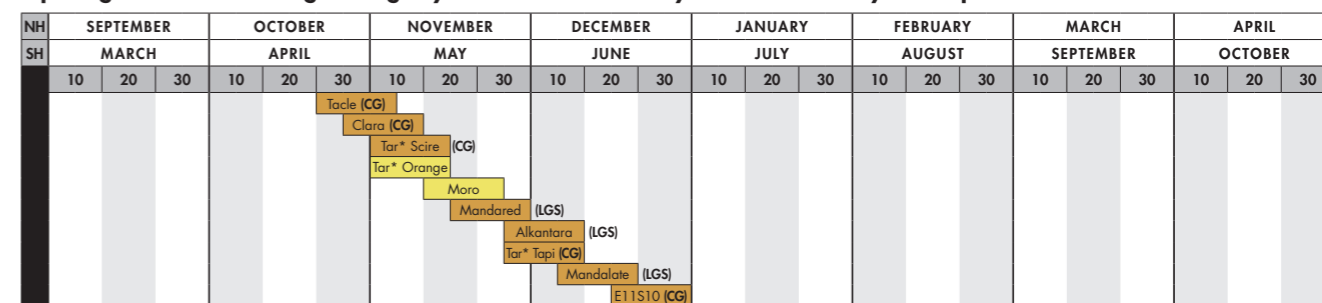 NH SEPTEMBER OCTOBER NOVEMBER DECEMBER JANUARY FEBRUARY MARCH APRIL
SH MARCH APRIL MAY JUNE JULY AUGUST SEPTEMBER OCTOBER
10 20 30 10 20 30 10 20 30 10 20 30 10 20 30 10 20 30 10 20 30 10 20 30
Tacle (CG)
Clara (CG)
Tar* Scire (CG)
Tar* Orange
Moro
Mandared (LGS)
Alkantara (LGS)
Tar* Tapi (CG)
Mandalate (LGS)
E11S10 (CG)